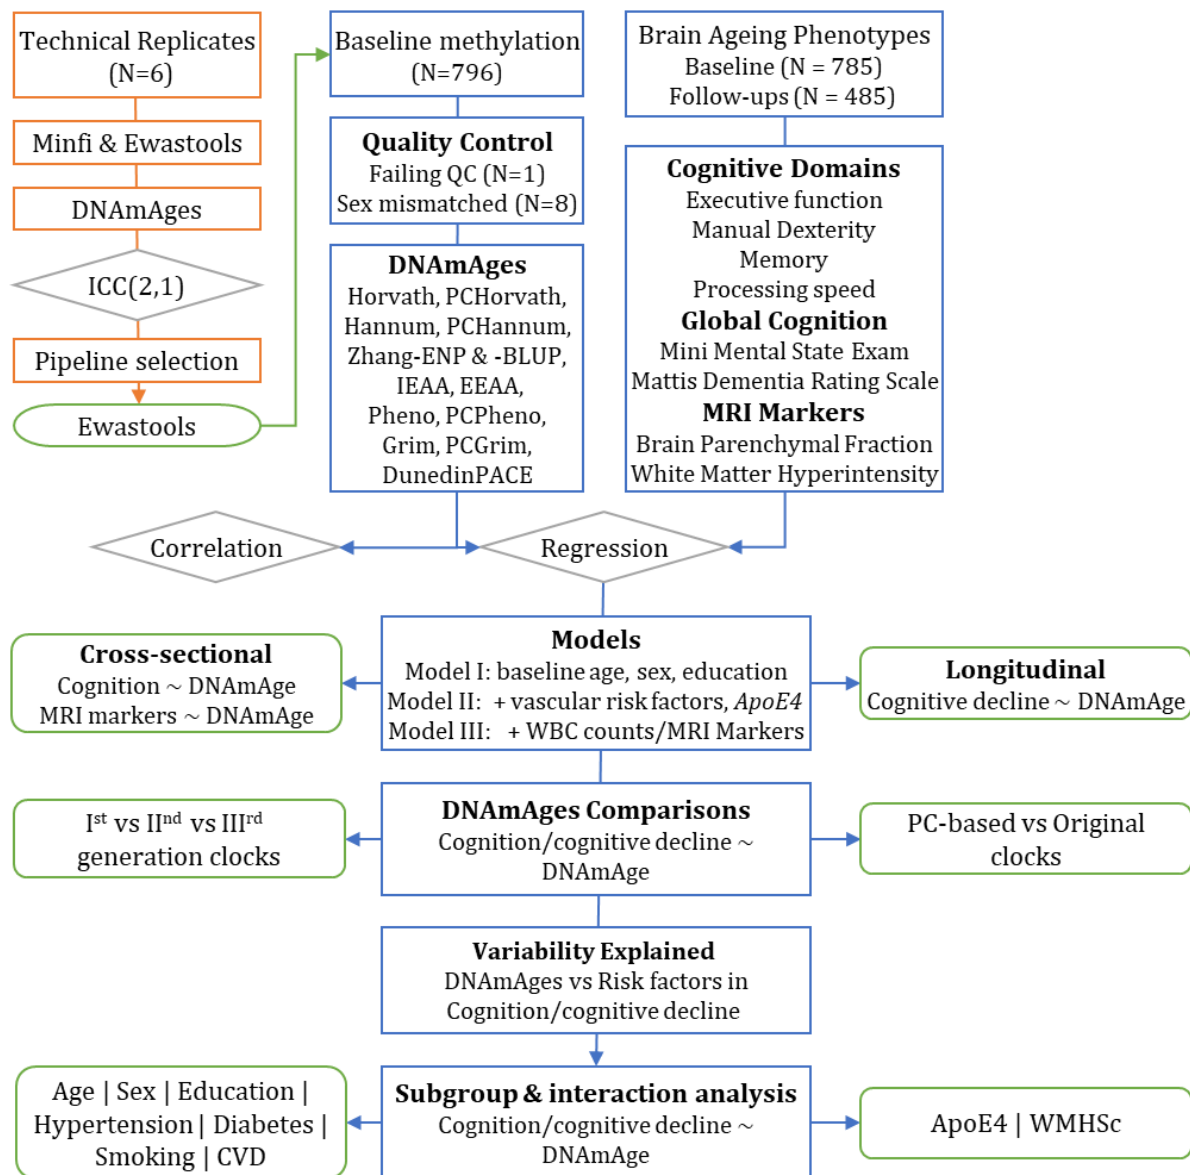 Technical Replicates
(N=6)
Minfi & Ewastools
DNAmAges
ICC(2,1)
Pipeline selection
Ewastools
Baseline methylation
(N=796)
Quality Control
Failing QC (N=1)
Sex mismatched (N=8)
DNAmAges
Horvath, PCHorvath,
Hannum, PCHannum,
Zhang-ENP & -BLUP,
IEAA, EEAA,
Pheno, PCPheno,
Grim, PCGrim,
DunedinPACE
Brain Ageing Phenotypes
Baseline (N = 785)
Follow-ups (N = 485)
Cognitive Domains
Executive function
Manual Dexterity
Memory
Processing speed
Global Cognition
Mini Mental State Exam
Mattis Dementia Rating Scale
MRI Markers
Brain Parenchymal Fraction
White Matter Hyperintensity
Correlation
Regression
Cross-sectional
Cognition ~ DNAmAge
MRI markers ~ DNAmAge
Models
Model I: baseline age, sex, education
Model II: + vascular risk factors, ApoE4
Model III: + WBC counts/MRI Markers
Longitudinal
Cognitive decline ~ DNAmAge
Ist vs IInd vs IIIrd
generation clocks
DNAmAges Comparisons
Cognition/cognitive decline ~
DNAmAge
PC-based vs Original
clocks
Variability Explained
DNAmAges vs Risk factors in
Cognition/cognitive decline
Age | Sex | Education |
Hypertension | Diabetes |
Smoking | CVD
Subgroup & interaction analysis
Cognition/cognitive decline ~
DNAmAge
ApoE4 | WMHSc